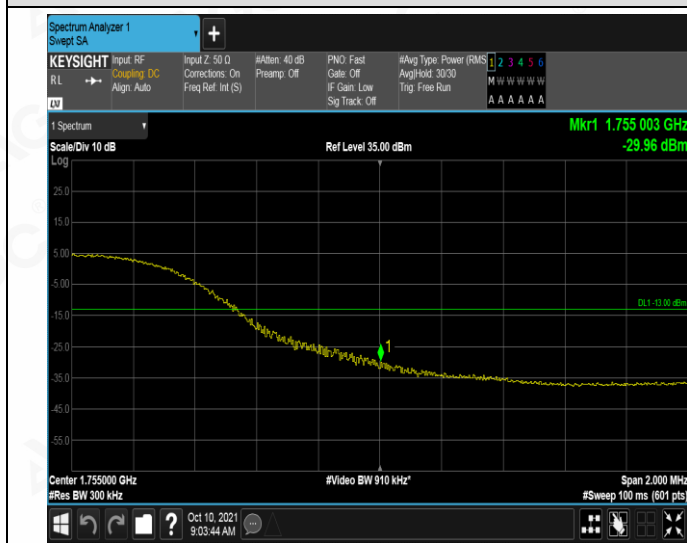 Spectrum Analyzer 1
Swept SA
+
KEYSIGHT Input: RF Input Z: 50 Ω #Atten: 40 dB PNO: Fast #Avg Type: Power (RMS 1 2 3 4 5 6
Coupling: DC Corrections: On Preamp: Off Gate: Off Avg|Hold: 30/30 M W W W W W
R L Align: Auto Freq Ref: Int (S) IF Gain: Low Trig: Free Run
Sig Track: Off A A A A A A
LXI
1 Spectrum Mkr1 1.755 003 GHz
Scale/Div 10 dB Ref Level 35.00 dBm -29.96 dBm
Log
25.0
15.0
5.00
-5.00
DL1 -13.00 dBm
-15.0
-25.0
1
-35.0
-45.0
-55.0
Center 1.755000 GHz #Video BW 910 kHz* Span 2.000 MHz
#Res BW 300 kHz #Sweep 100 ms (601 pts)
? Oct 10, 2021
9:03:44 AM